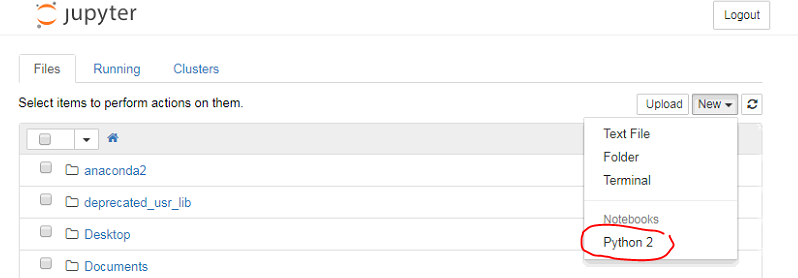 jupyter
Logout
Files Running Clusters
Select items to perform actions on them.
Upload New
Text File
Folder
Terminal
Notebooks
Python 2
anaconda2
deprecated_usr_lib
Desktop
Documents